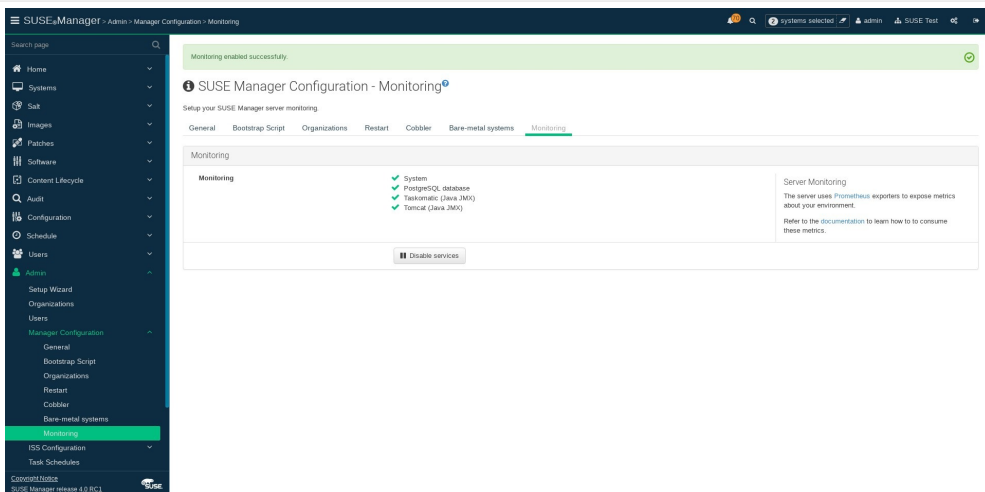 SUSE®Manager > Admin > Manager Configuration > Monitoring
70
2 systems selected
admin
SUSE Test
Search page
Home
Systems
Salt
Images
Patches
Software
Content Lifecycle
Audit
Configuration
Schedule
Users
Admin
Setup Wizard
Organizations
Users
Manager Configuration
General
Bootstrap Script
Organizations
Restart
Cobbler
Bare-metal systems
Monitoring
ISS Configuration
Task Schedules
Copyright Notice
SUSE Manager release 4.0 RC1
SUSE
Monitoring enabled successfully.
SUSE Manager Configuration - Monitoring
Setup your SUSE Manager server monitoring.
General Bootstrap Script Organizations Restart Cobbler Bare-metal systems Monitoring
Monitoring
Monitoring
System
PostgreSQL database
Taskomatic (Java JMX)
Tomcat (Java JMX)
Server Monitoring
The server uses Prometheus exporters to expose metrics
about your environment.
Refer to the documentation to learn how to to consume
these metrics.
Disable services